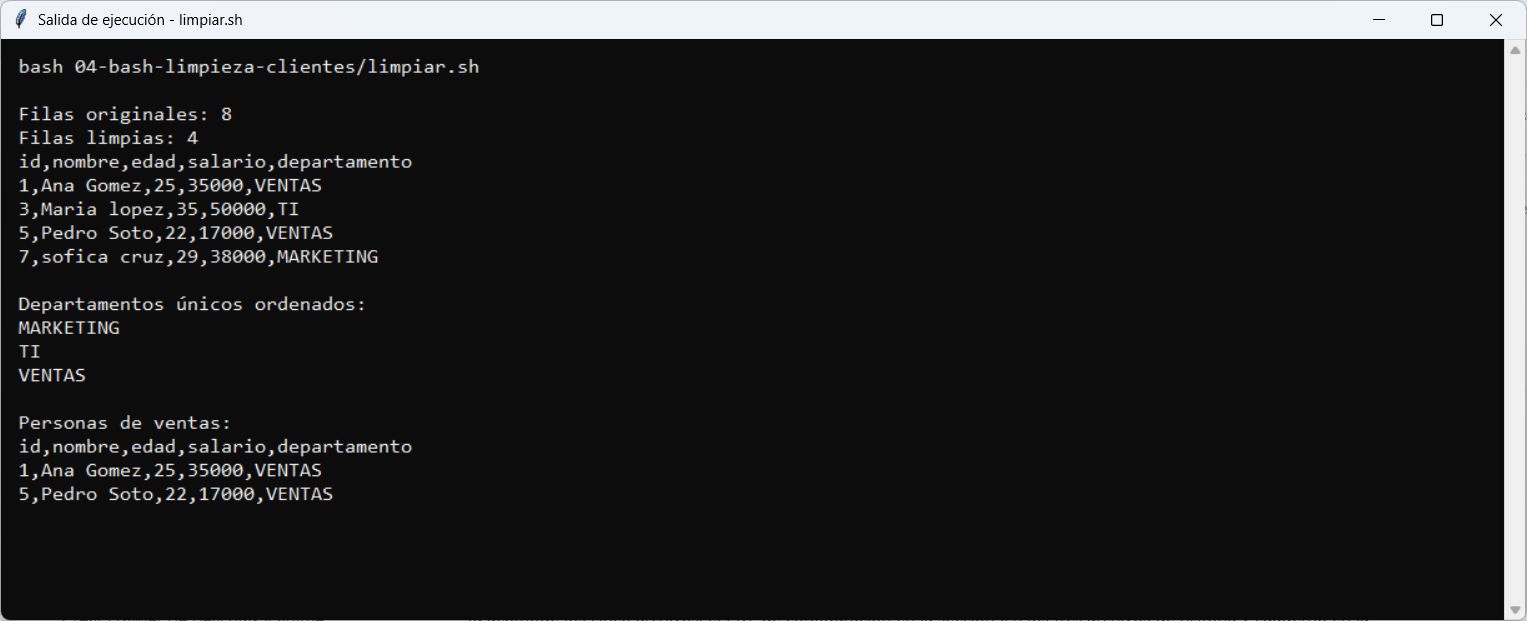 Salida de ejecución - limpiar.sh
bash 04-bash-limpieza-clientes/limpiar.sh
Filas originales: 8
Filas limpias: 4
id,nombre,edad,salario,departamento
1,Ana Gomez,25,35000,VENTAS
3,Maria lopez,35,50000,TI
5,Pedro Soto,22,17000,VENTAS
7,sofica cruz,29,38000,MARKETING
Departamentos únicos ordenados:
MARKETING
TI
VENTAS
Personas de ventas:
id,nombre,edad,salario,departamento
1,Ana Gomez,25,35000,VENTAS
5,Pedro Soto,22,17000,VENTAS